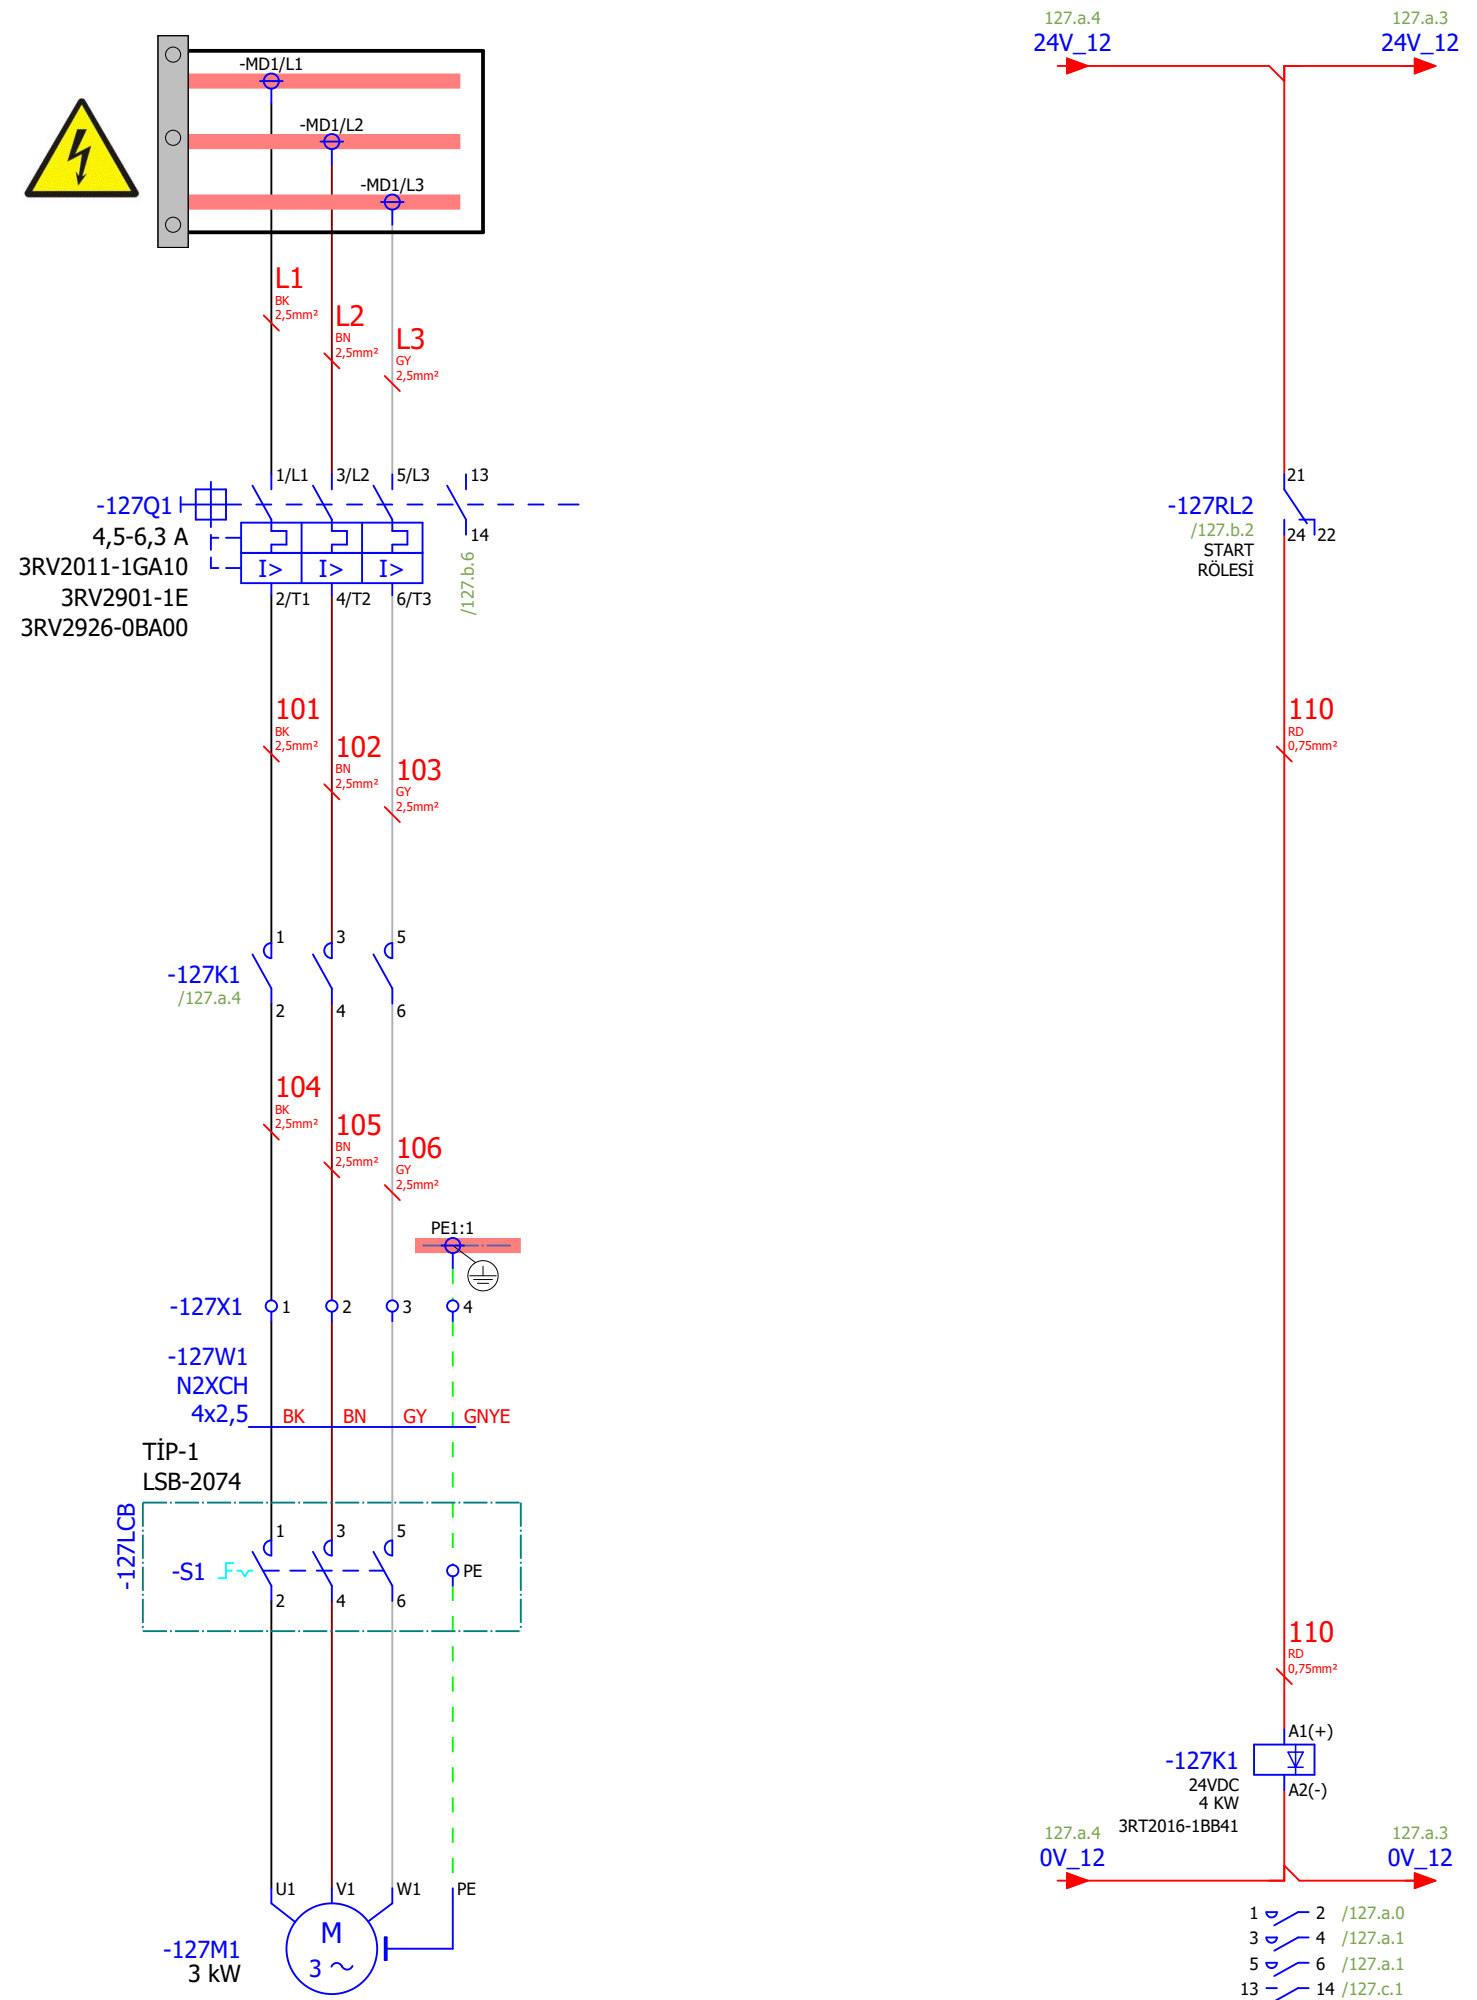 127.a.4
24V_12
127.a.3
24V_12
-MD1/L1
-MD1/L2
-MD1/L3
L1
BK
2,5mm²
L2
BN
2,5mm²
L3
GY
2,5mm²
-127Q1
4,5-6,3 A
3RV2011-1GA10
3RV2901-1E
3RV2926-0BA00
1/L1
3/L2
5/L3
13
14
I>
I>
I>
2/T1
4/T2
6/T3
/127.b.6
-127RL2
/127.b.2
START
RÖLESİ
21
24
22
101
BK
2,5mm²
102
BN
2,5mm²
103
GY
2,5mm²
110
RD
0,75mm²
-127K1
/127.a.4
1
3
5
2
4
6
104
BK
2,5mm²
105
BN
2,5mm²
106
GY
2,5mm²
PE1:1
-127X1
1
2
3
4
-127W1
N2XCH
4x2,5
BK
BN
GY
GNYE
TİP-1
LSB-2074
-127LCB
-S1
1
3
5
2
4
6
PE
110
RD
0,75mm²
-127K1
24VDC
4 KW
3RT2016-1BB41
A1(+)
A2(-)
127.a.4
0V_12
127.a.3
0V_12
U1
V1
W1
PE
-127M1
3 kW
M
3 ~
1 2 /127.a.0
3 4 /127.a.1
5 6 /127.a.1
13 14 /127.c.1